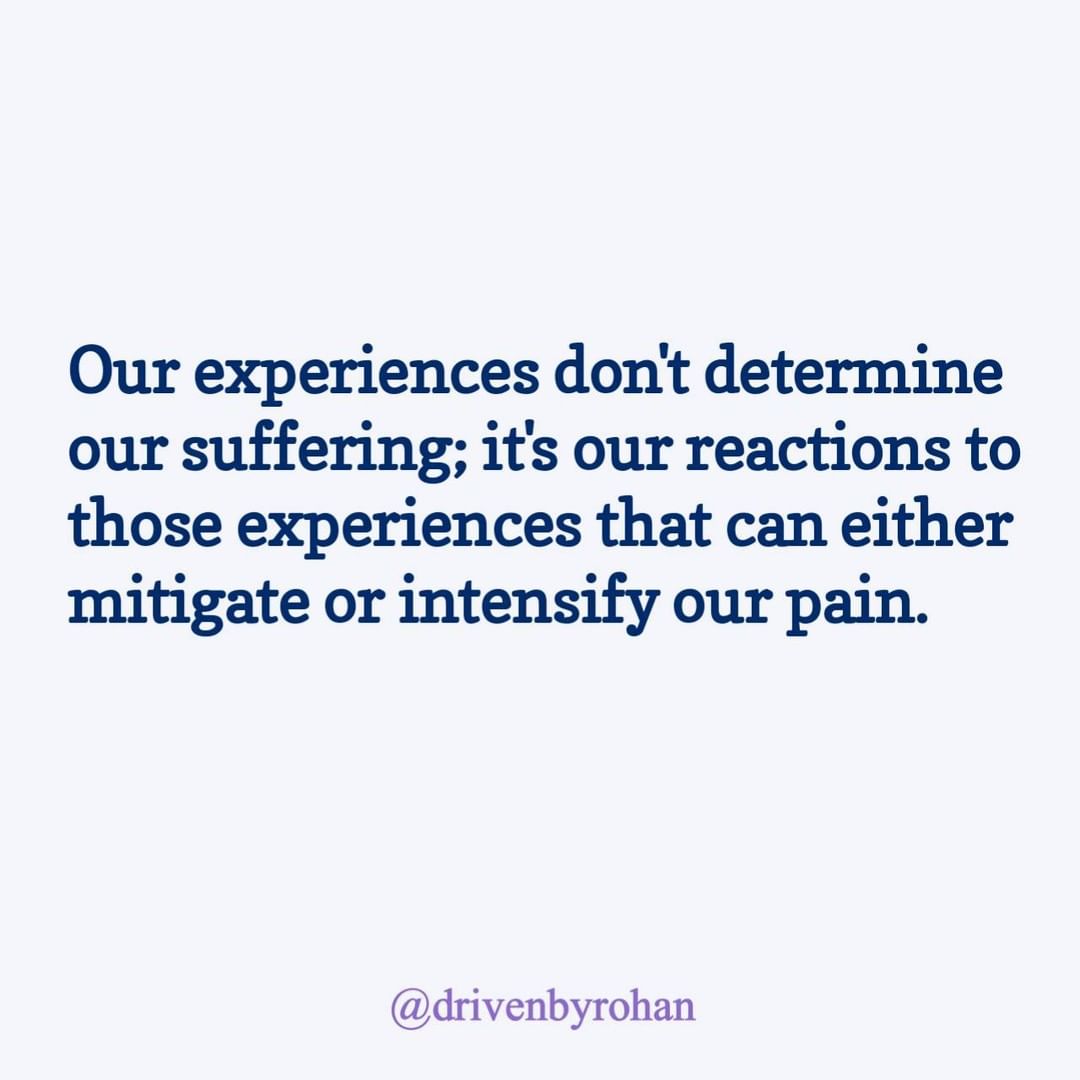 Our experiences don't determine
our suffering; it's our reactions to
those experiences that can either
mitigate or intensify our pain.
@drivenbyrohan